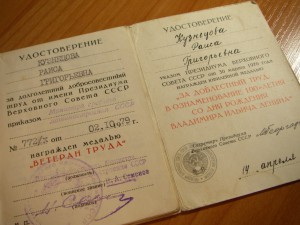 УДОСТОВЕРЕНИЕ
КУЗНЕЦОВА
РАИСА
ГРИГОРЬЕВНА
за долголетний добросовестный
труд от имени Президиума
Верховного Совета СССР
приказом
№ 02.10.79 г.
награжден медалью
"ВЕТЕРАН ТРУДА"
УДОСТОВЕРЕНИЕ
Кузнецова
Раиса
Григорьевна
указом ПРЕЗИДИУМА ВЕРХОВНОГО
СОВЕТА СССР
НАГРАЖДЕН ЮБИЛЕЙНОЙ МЕДАЛЬЮ
"ЗА ДОБЛЕСТНЫЙ ТРУД
В ОЗНАМЕНОВАНИЕ 100-ЛЕТИЯ
СО ДНЯ РОЖДЕНИЯ
ВЛАДИМИРА ИЛЬИЧА ЛЕНИНА"
Секретарь Президиума
Верховного Совета СССР
14 апреля